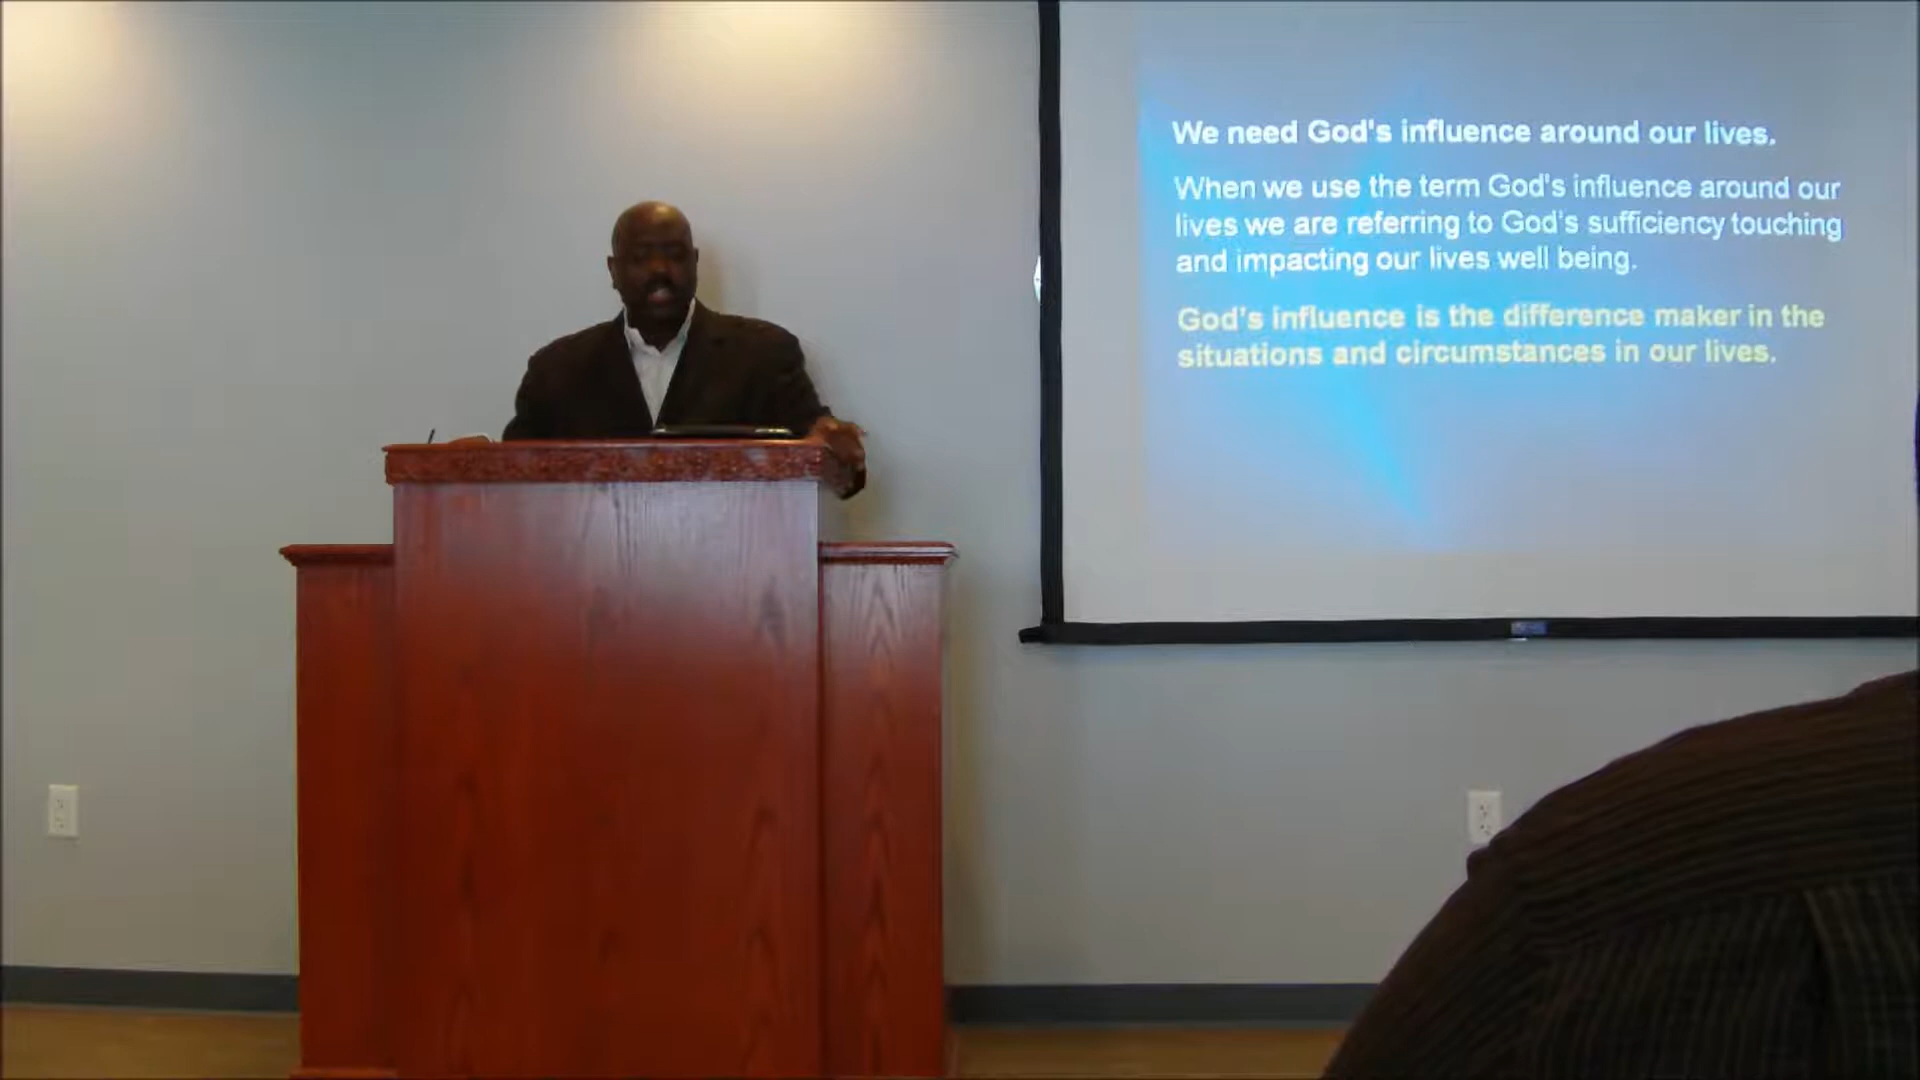 We need God's influence around our lives.
When we use the term God's influence around our
lives we are referring to God's sufficiency touching
and impacting our lives well being.
God's influence is the difference maker in the
situations and circumstances in our lives.